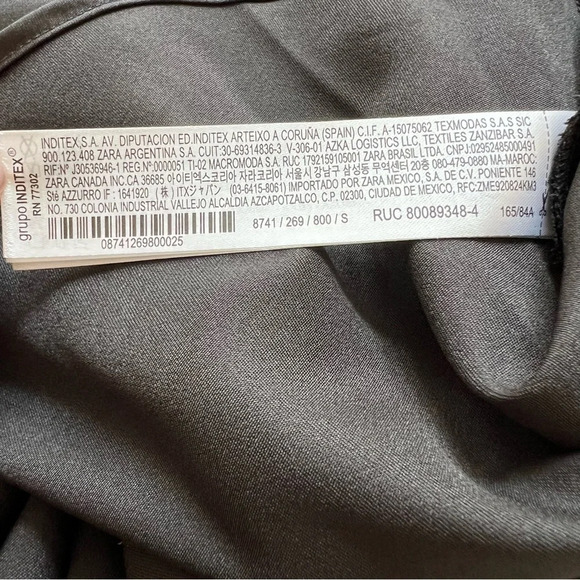 grupo INDITEX®
RN 77302
INDITEX,S.A. AV. DIPUTACION ED.INDITEX ARTEIXO A CORUÑA (SPAIN) C.I.F. A-15075062 TEXMODAS S.A.S SIC
900.123.408 ZARA ARGENTINA S.A. CUIT:30-69314836-3 V-306-01 AZKA LOGISTICS LLC, TEXTILES ZANZIBAR S.A.
RIF:Nº J30536946-1 REG.Nº:000081 TI-02 MACROMODA S.A. RUC 1792159105001 ZARA BRASIL LTDA. CNPJ:02952485000491
ZARA CANADA INC.CA 36885 아이티엑스코리아 자라코리아 서울시 강남구 삼성동 무역센터 20층 080-479-0880 MA-MAROC:
Sté AZZURRO IF : 1641920 (株) ITXジャパン (03-6415-8061) IMPORTADO POR ZARA MEXICO, S.A. DE C.V. PONIENTE 146
NO. 730 COLONIA INDUSTRIAL VALLEJO ALCALDIA AZCAPOTZALCO, C.P. 02300, CIUDAD DE MEXICO, RFC:ZME920824KM3
8741 / 269 / 800 / S
RUC 80089348-4
165/84A
08741269800025